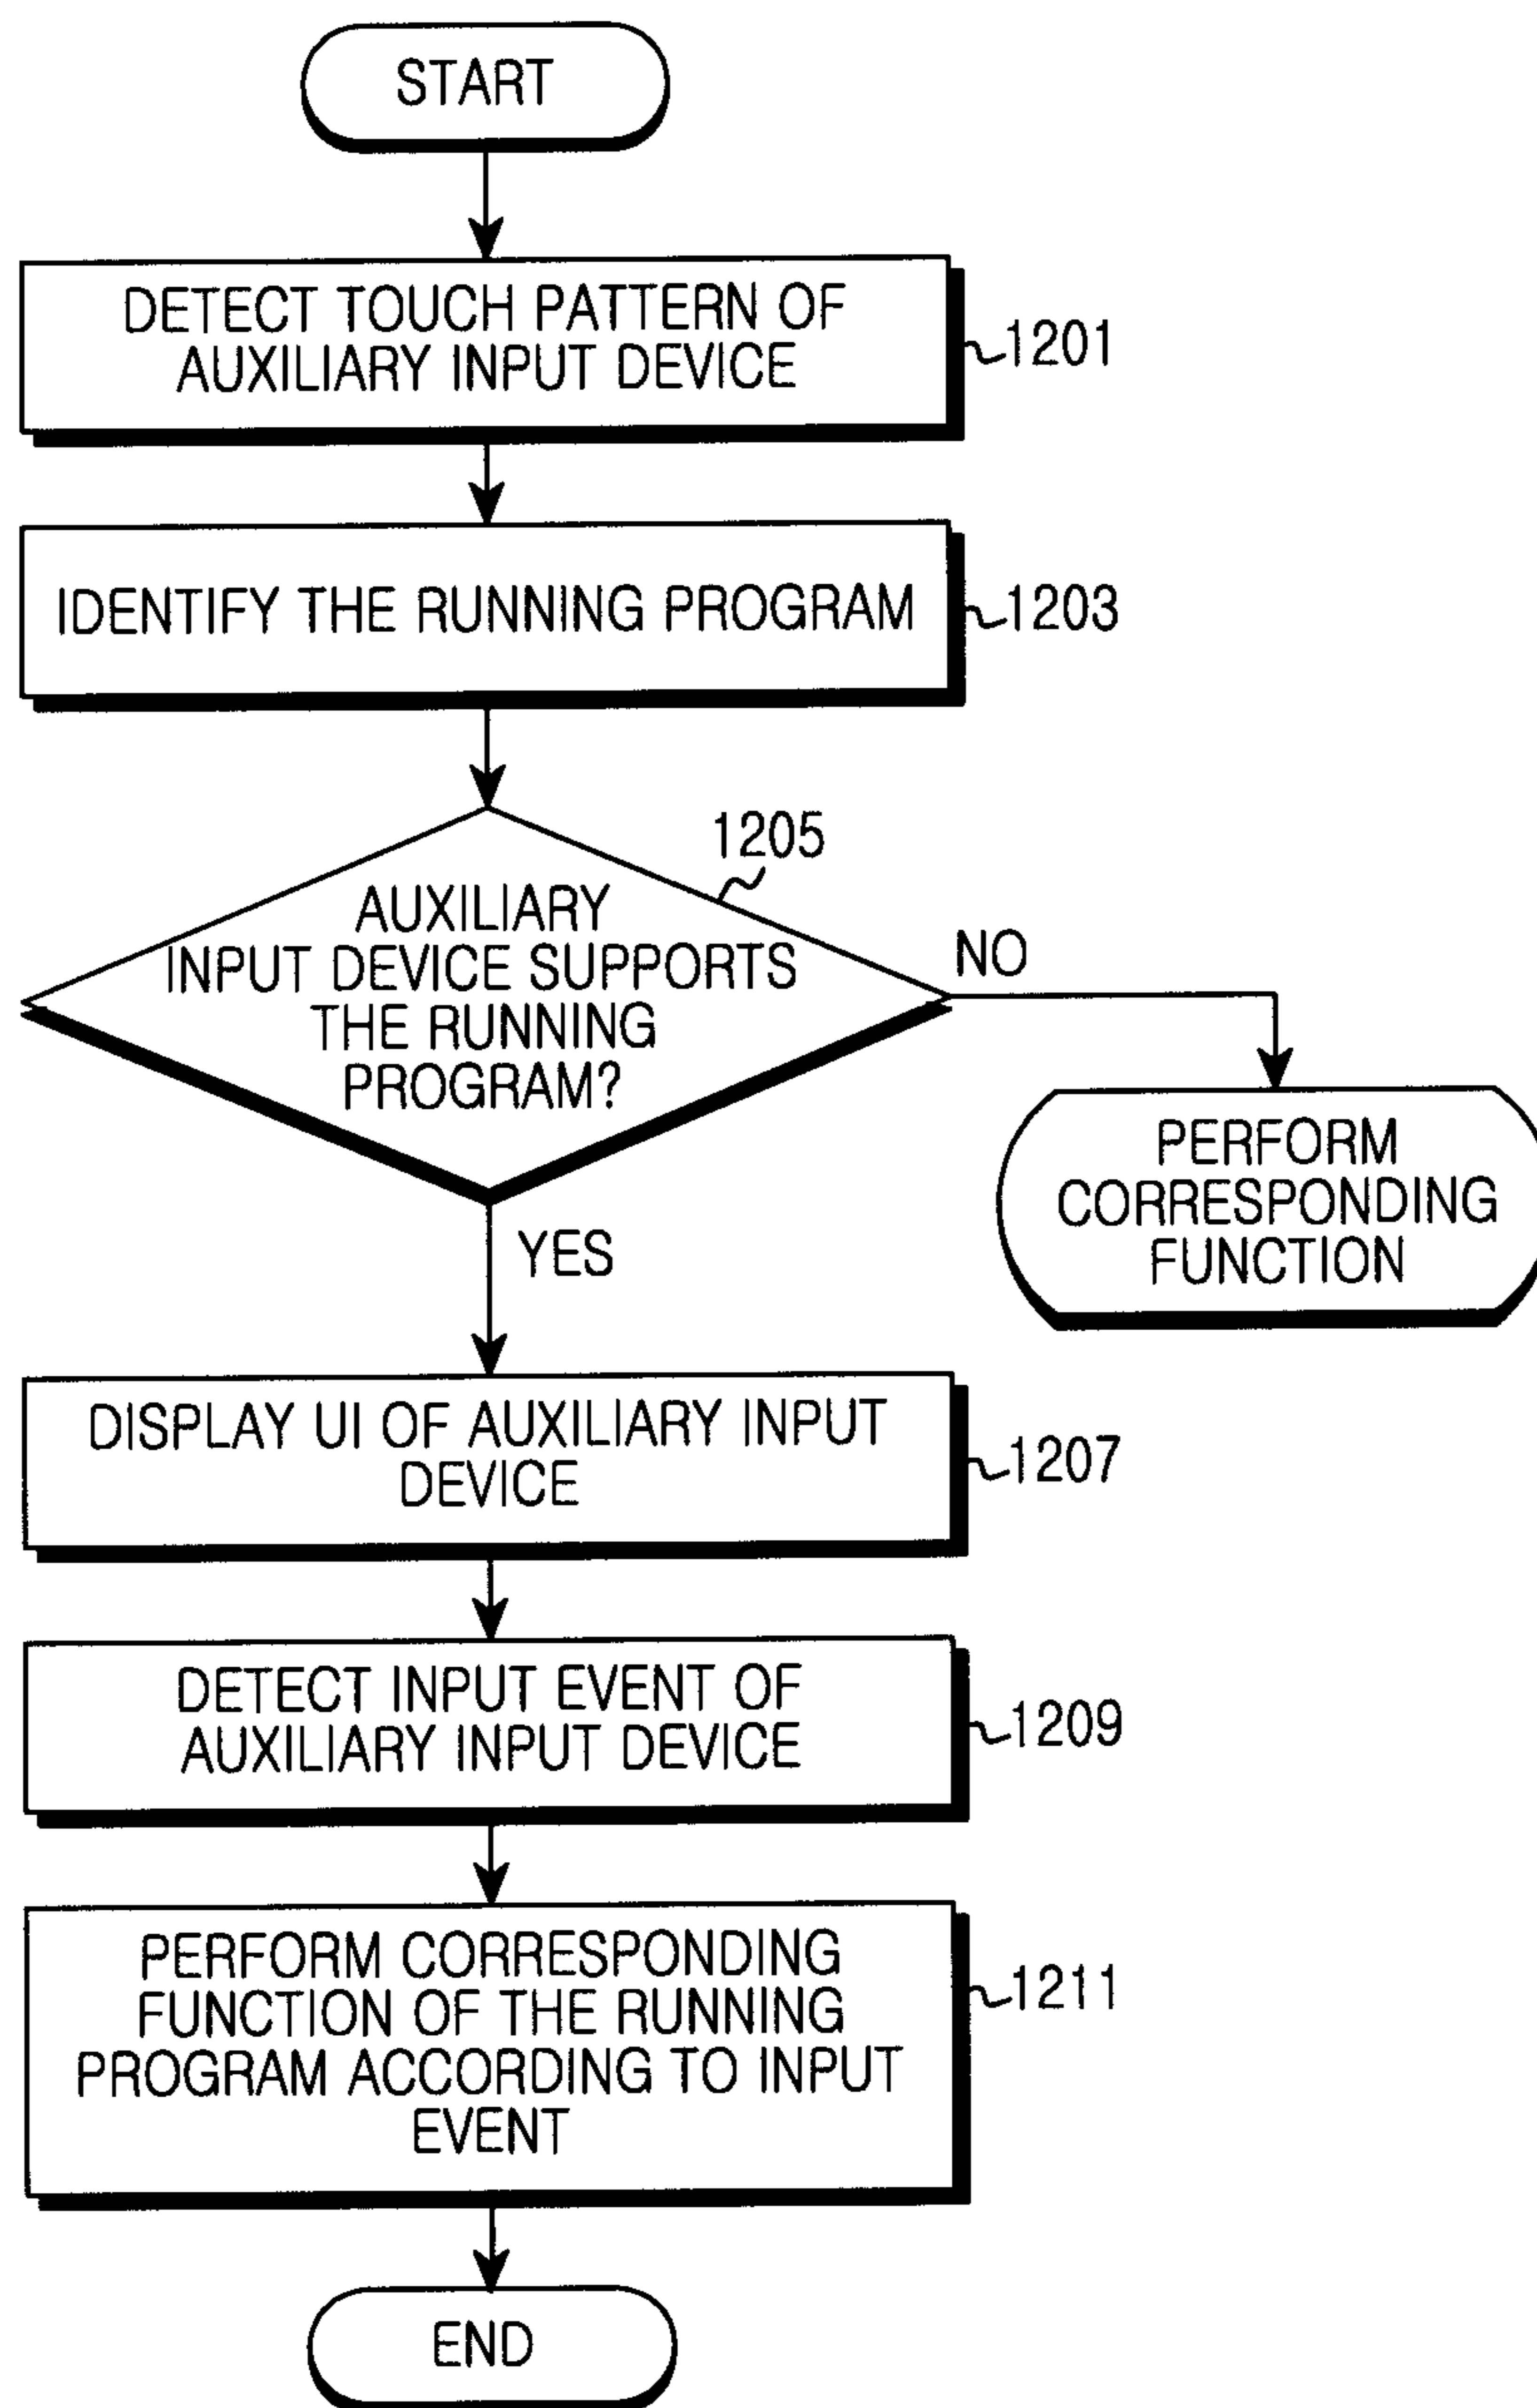 START
DETECT TOUCH PATTERN OF
AUXILIARY INPUT DEVICE
1201
IDENTIFY THE RUNNING PROGRAM
1203
1205
AUXILIARY
INPUT DEVICE SUPPORTS
THE RUNNING
PROGRAM?
NO
PERFORM
CORRESPONDING
FUNCTION
YES
DISPLAY UI OF AUXILIARY INPUT
DEVICE
1207
DETECT INPUT EVENT OF
AUXILIARY INPUT DEVICE
1209
PERFORM CORRESPONDING
FUNCTION OF THE RUNNING
PROGRAM ACCORDING TO INPUT
EVENT
1211
END